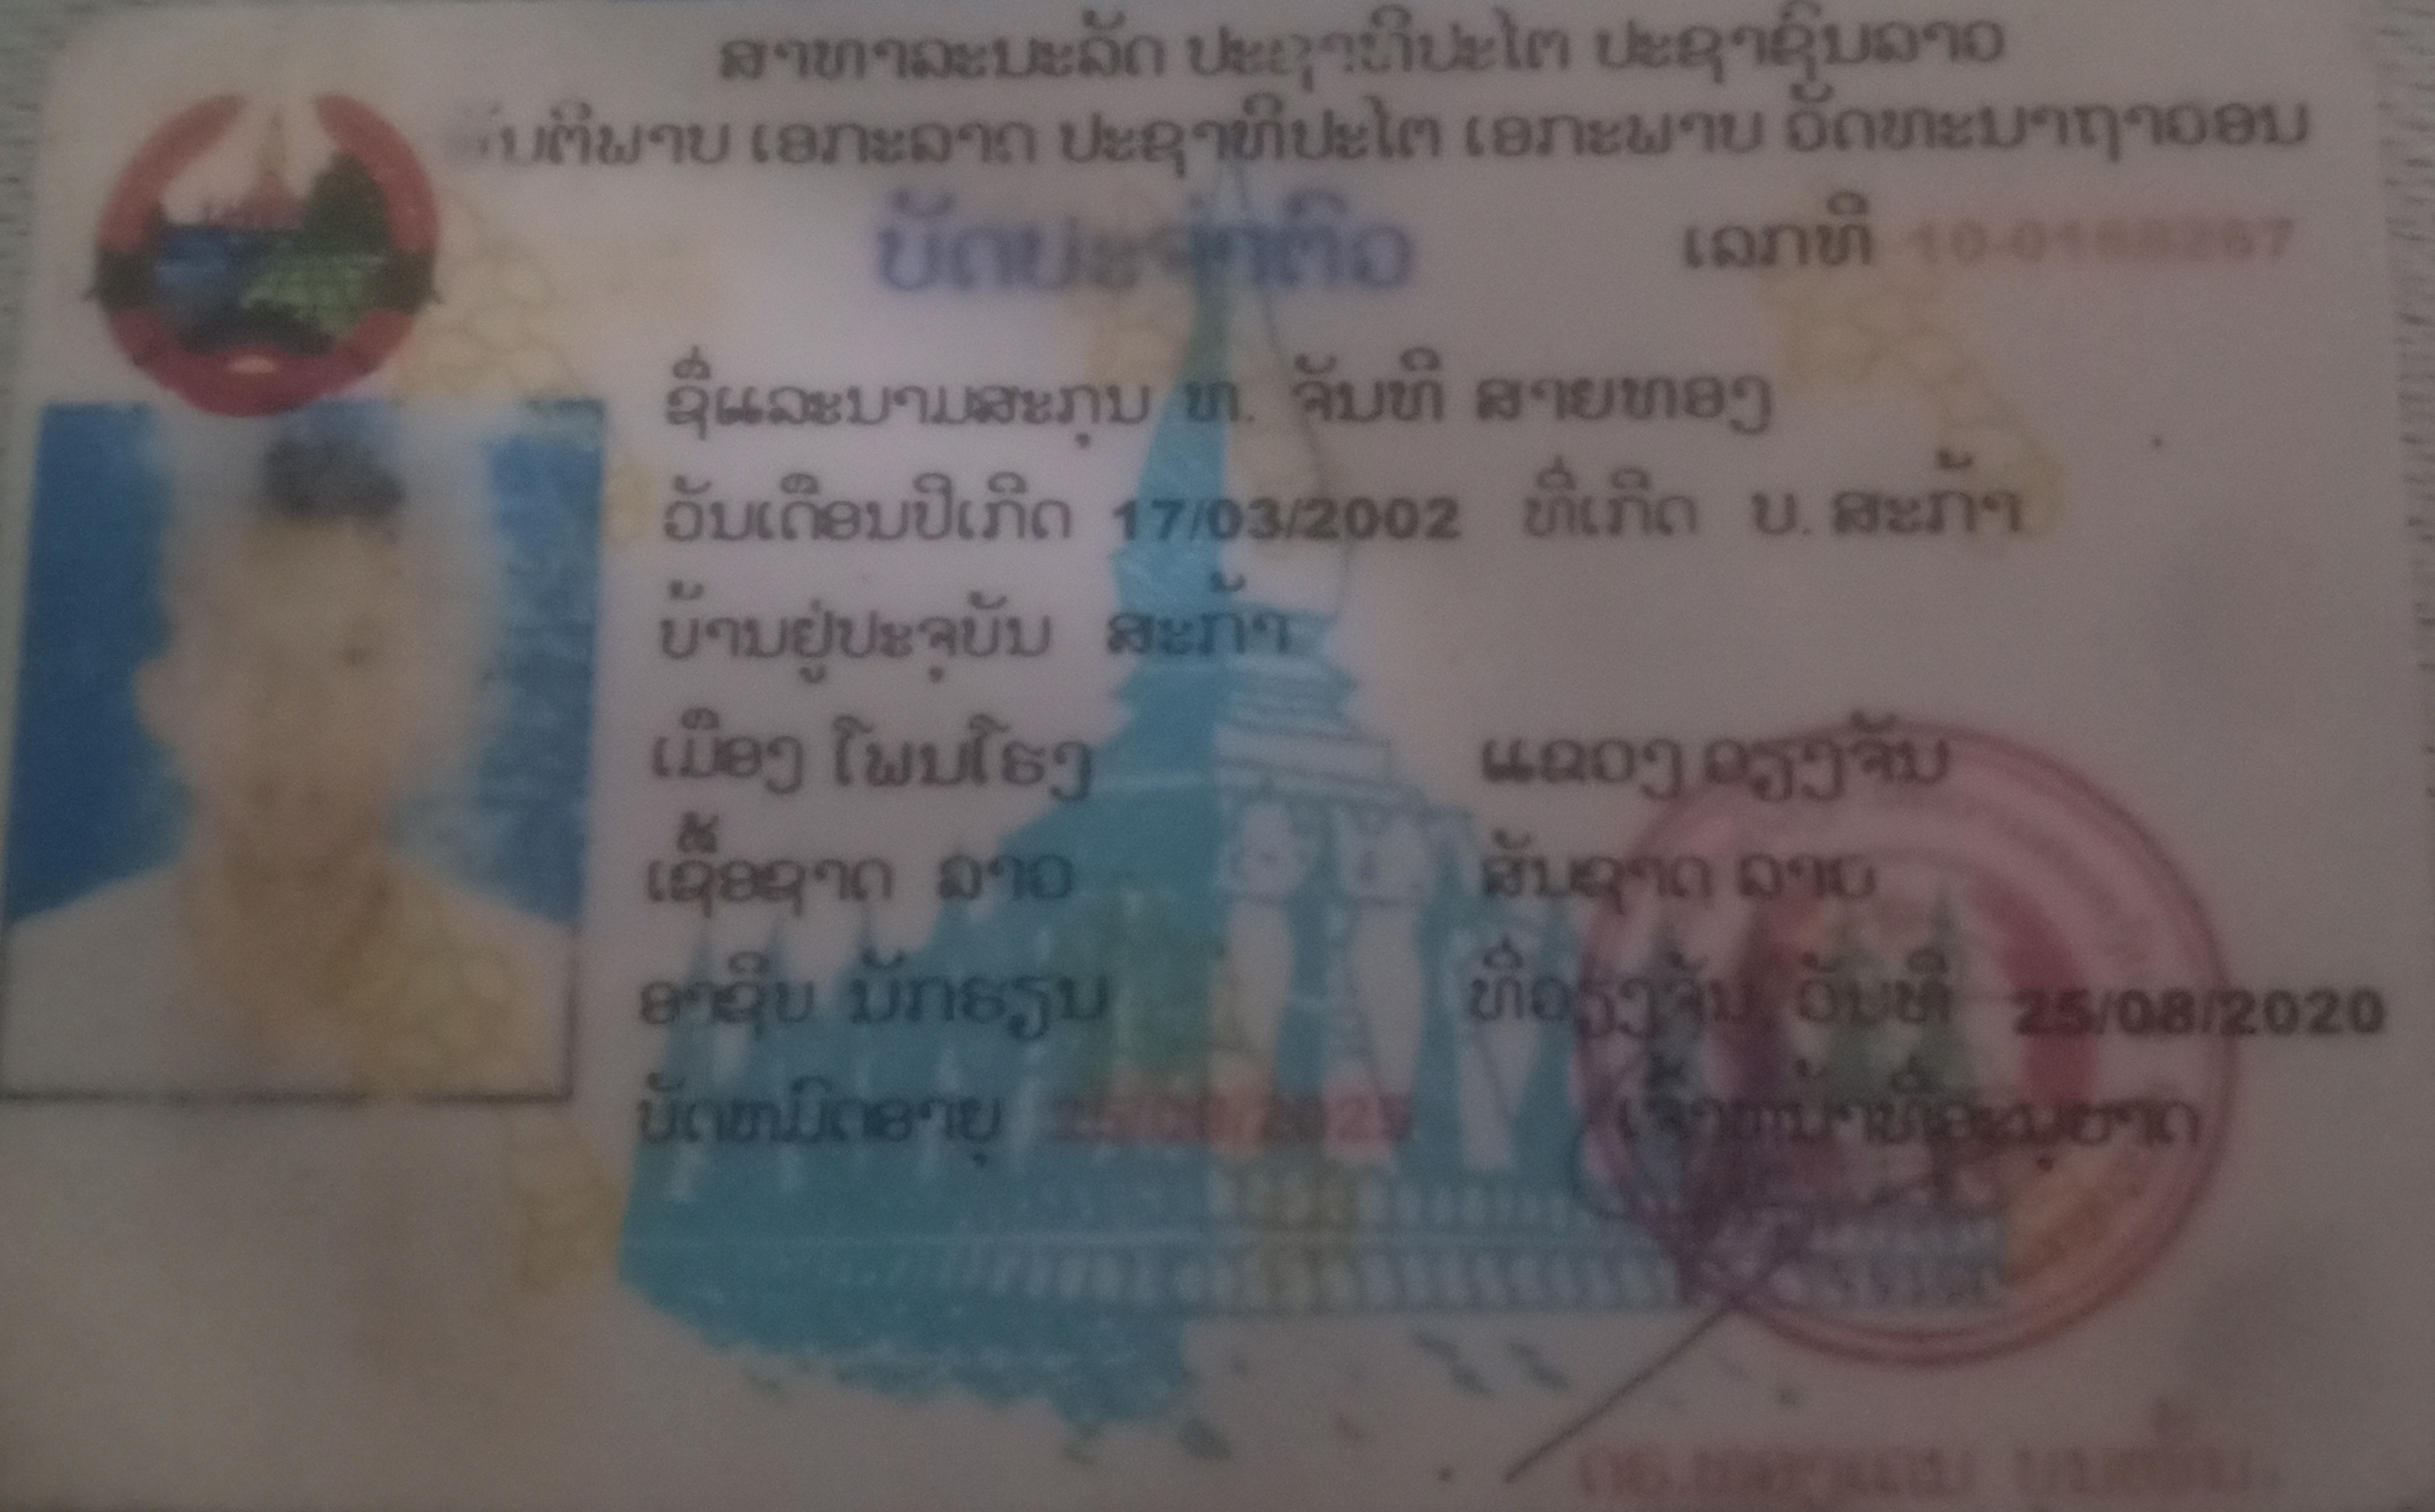 ສາທາລະນະລັດ ປະຊາທິປະໄຕ ປະຊາຊົນລາວ
ເອກະລາດ ປະຊາທິປະໄຕ ເອກະພາບ ວັດທະນາຖາວອນ
ບັດປະຈຳຕົວ ເລກທີ
ຊື່ແລະນາມສະກຸນ ທ. ຈັນທີ ສາຍທອງ
ວັນເດືອນປີເກີດ 17/03/2002 ທີ່ເກີດ ບ. ສະກ້າ
ບ້ານຢູ່ປະຈຸບັນ ສະກ້າ
ເມືອງ ໂພນໂຮງ ແຂວງ ວຽງຈັນ
ເຊື້ອຊາດ ລາວ ສັນຊາດ ລາວ
ອາຊີບ ນັກຮຽນ ທີ່ວຽງຈັນ ວັນທີ 25/08/2020
ບັດຫມົດອາຍຸ ເຈົ້າຫນ້າທີ່ອະນຸຍາດ